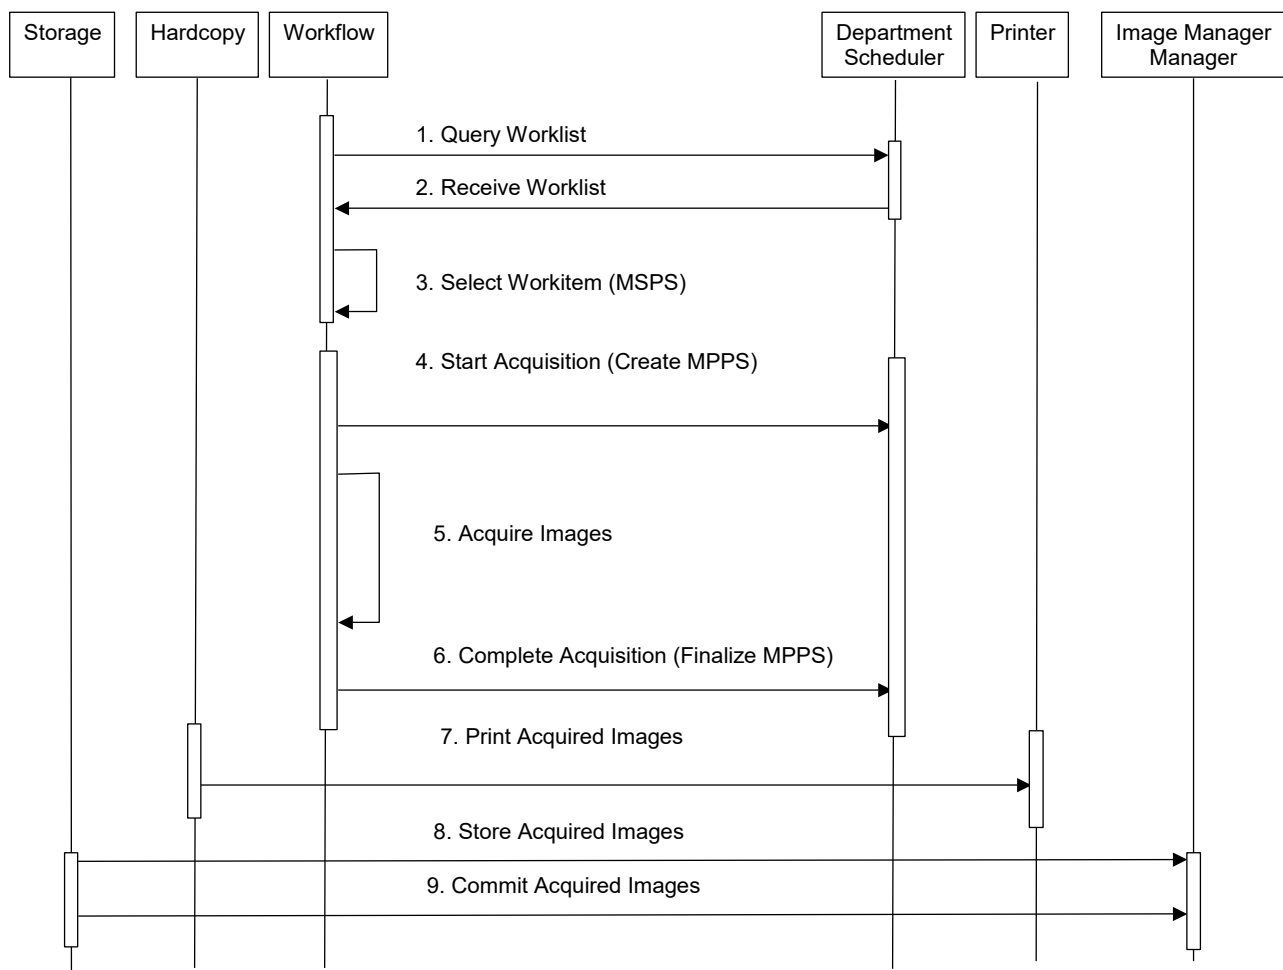 Storage
Hardcopy
Workflow
Department
Scheduler
Printer
Image Manager
Manager
1. Query Worklist
2. Receive Worklist
3. Select Workitem (MSPS)
4. Start Acquisition (Create MPPS)
5. Acquire Images
6. Complete Acquisition (Finalize MPPS)
7. Print Acquired Images
8. Store Acquired Images
9. Commit Acquired Images